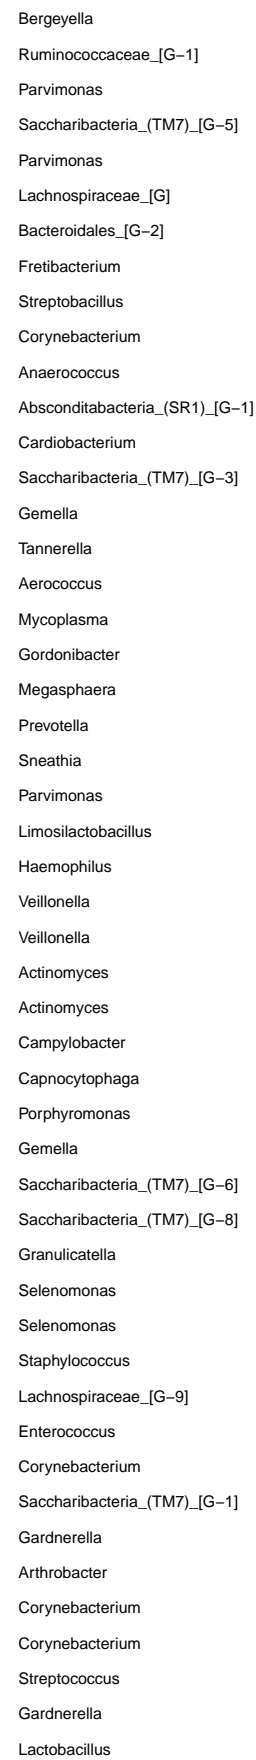 Bergeyella
Ruminococcaceae_[G−1]
Parvimonas
Saccharibacteria_(TM7)_[G−5]
Parvimonas
Lachnospiraceae_[G]
Bacteroidales_[G−2]
Fretibacterium
Streptobacillus
Corynebacterium
Anaerococcus
Absconditabacteria_(SR1)_[G−1]
Cardiobacterium
Saccharibacteria_(TM7)_[G−3]
Gemella
Tannerella
Aerococcus
Mycoplasma
Gordonibacter
Megasphaera
Prevotella
Sneathia
Parvimonas
Limosilactobacillus
Haemophilus
Veillonella
Veillonella
Actinomyces
Actinomyces
Campylobacter
Capnocytophaga
Porphyromonas
Gemella
Saccharibacteria_(TM7)_[G−6]
Saccharibacteria_(TM7)_[G−8]
Granulicatella
Selenomonas
Selenomonas
Staphylococcus
Lachnospiraceae_[G−9]
Enterococcus
Corynebacterium
Saccharibacteria_(TM7)_[G−1]
Gardnerella
Arthrobacter
Corynebacterium
Corynebacterium
Streptococcus
Gardnerella
Lactobacillus